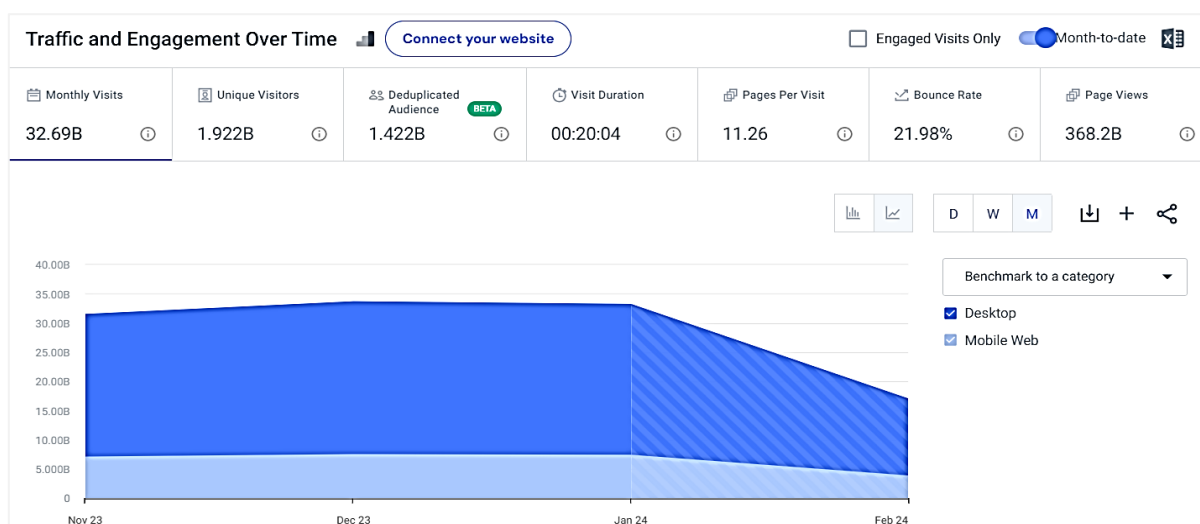 Traffic and Engagement Over Time
Connect your website
Engaged Visits Only
Month-to-date
Monthly Visits
32.69B
Unique Visitors
1.922B
Deduplicated
Audience
BETA
1.422B
Visit Duration
00:20:04
Pages Per Visit
11.26
Bounce Rate
21.98%
Page Views
368.2B
D W M
40.00B
35.00B
30.00B
25.00B
20.00B
15.00B
10.00B
5.000B
0
Nov 23 Dec 23 Jan 24 Feb 24
Benchmark to a category
Desktop
Mobile Web